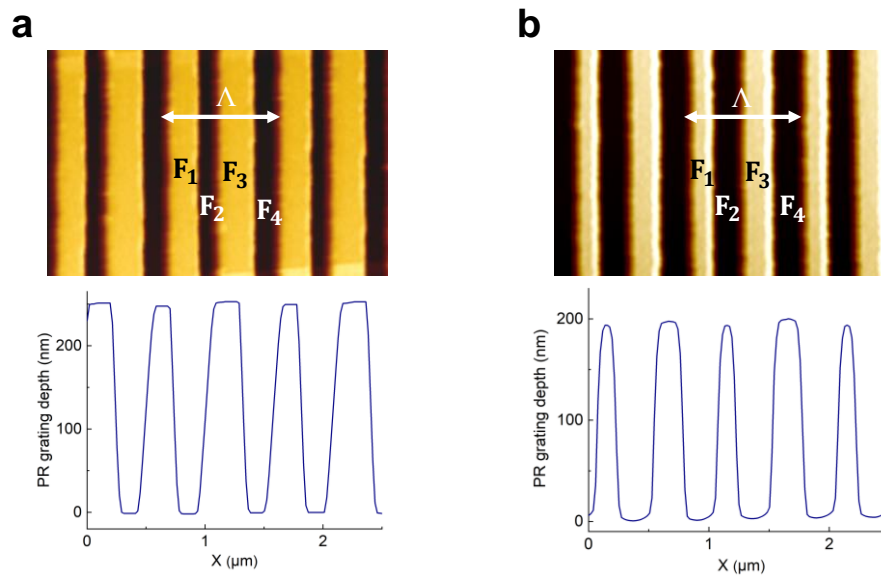 a
Λ
F1
F3
F2
F4
PR grating depth (nm)
200
100
0
0
1
2
X (μm)
b
Λ
F1
F3
F2
F4
PR grating depth (nm)
200
100
0
0
1
2
X (μm)